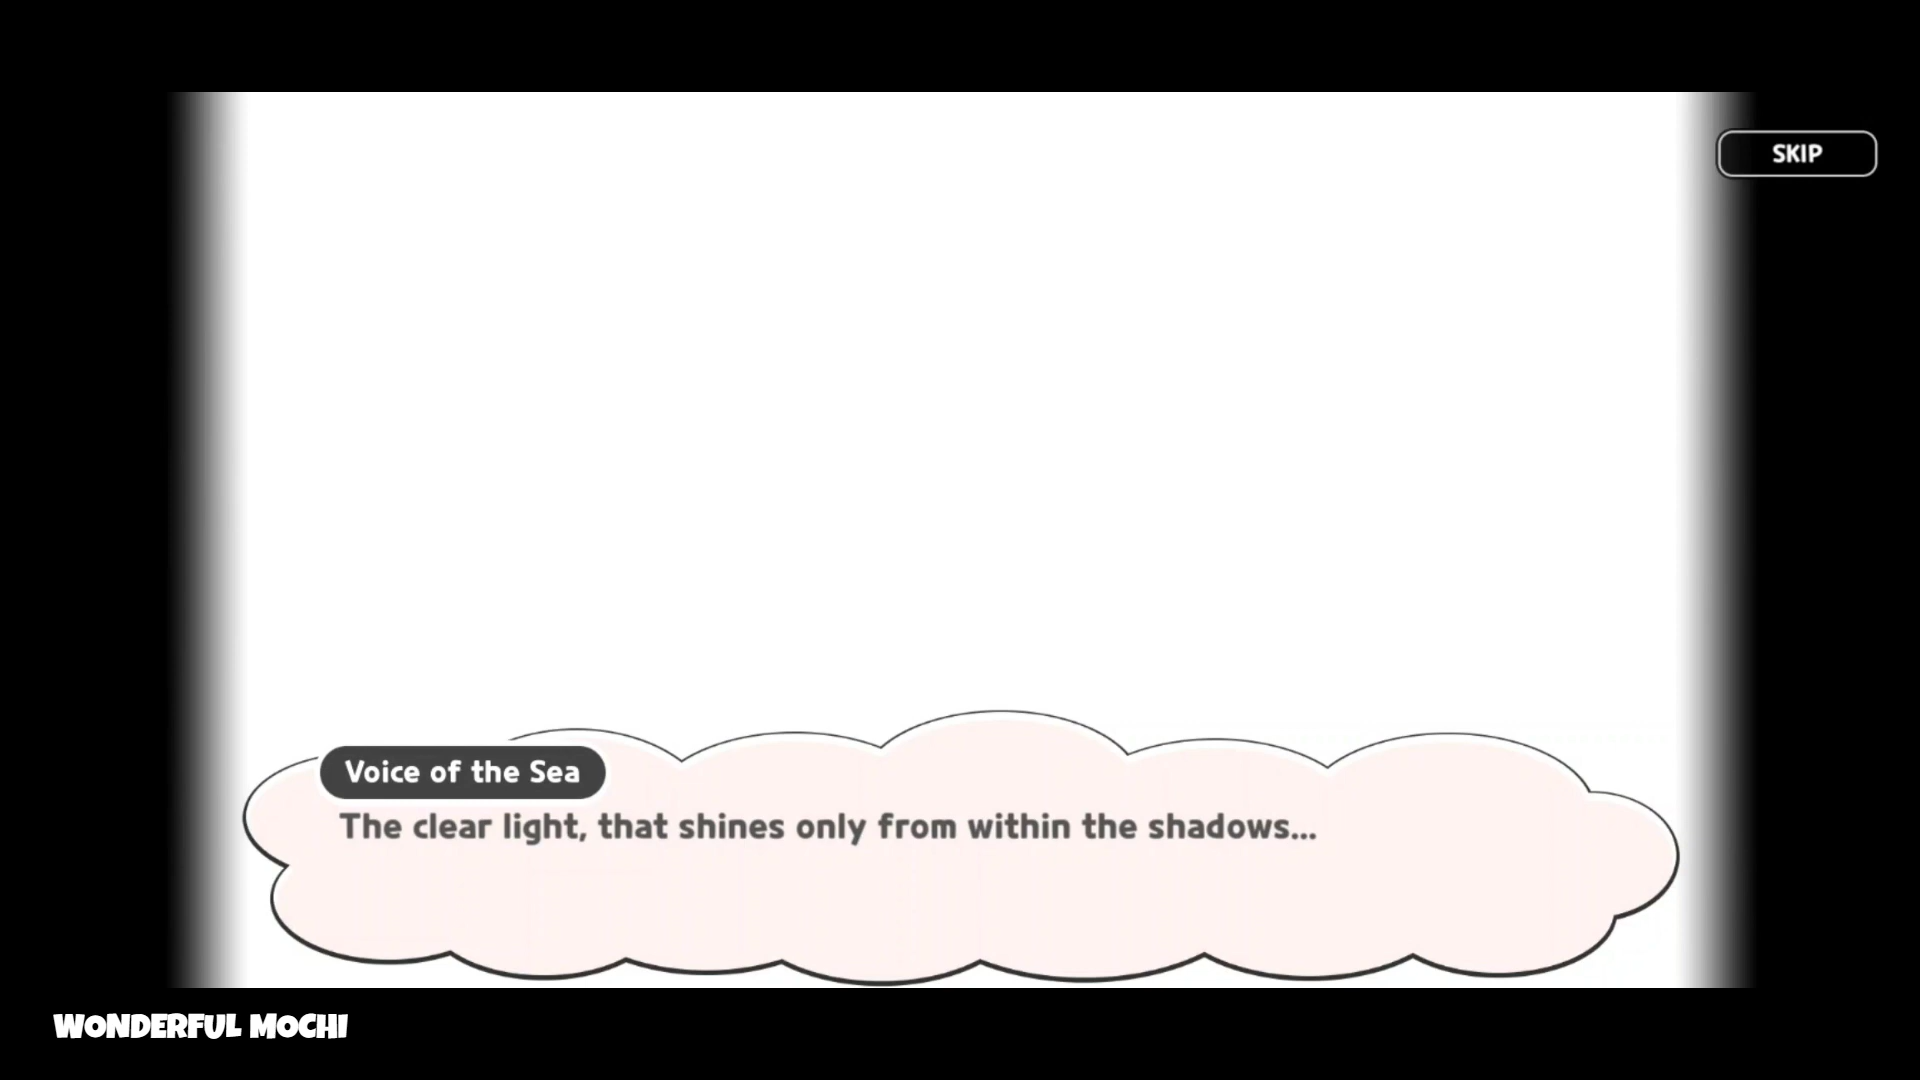 SKIP
Voice of the Sea
The clear light, that shines only from within the shadows...
WONDERFUL MOCHI